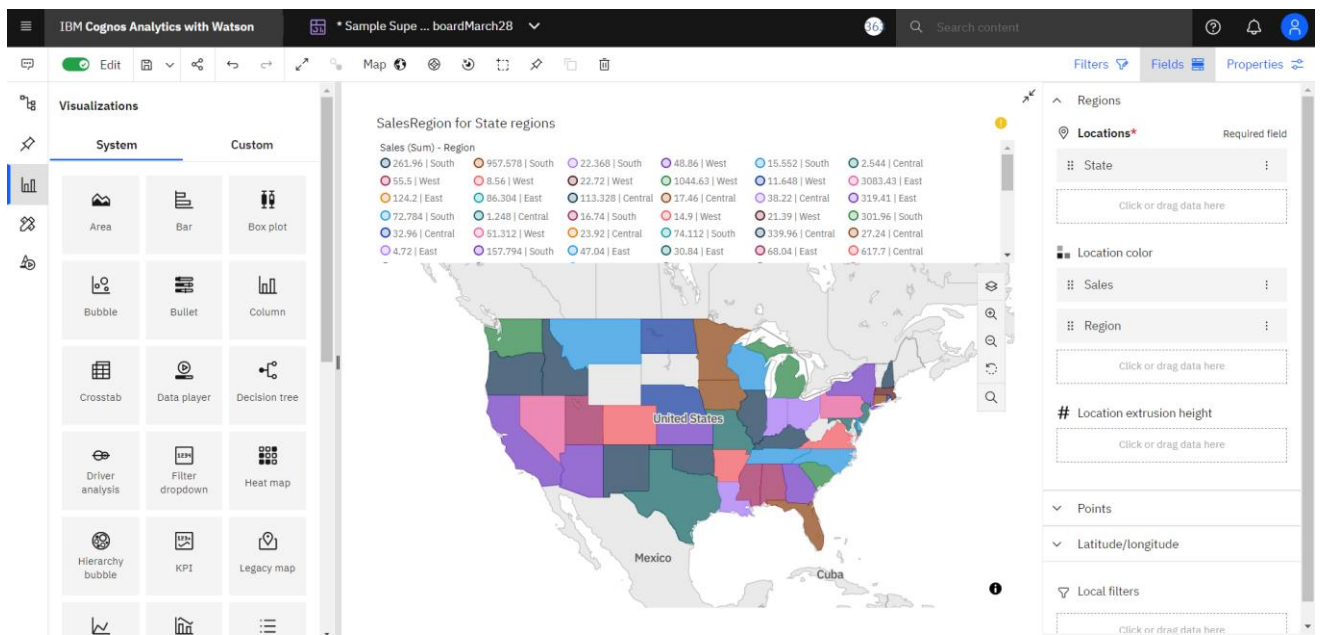 IBM Cognos Analytics with Watson
* Sample Supe ... boardMarch28
Search content
Edit
Map
Filters
Fields
Properties
Visualizations
System
Custom
Area
Bar
Box plot
Bubble
Bullet
Column
Crosstab
Data player
Decision tree
Driver analysis
Filter dropdown
Heat map
Hierarchy bubble
KPI
Legacy map
SalesRegion for State regions
Sales (Sum) - Region
261.96 | South 957.578 | South 22.368 | South 48.86 | West 15.552 | South 2.544 | Central
55.5 | West 8.56 | West 22.72 | West 1044.63 | West 11.648 | West 3083.43 | East
124.2 | East 86.304 | East 113.328 | Central 17.46 | Central 38.22 | Central 319.41 | East
72.784 | South 1.248 | Central 16.74 | South 14.9 | West 21.39 | West 301.96 | South
32.96 | Central 51.312 | West 23.92 | Central 74.112 | South 339.96 | Central 27.24 | Central
4.72 | East 157.794 | South 47.04 | East 30.84 | East 68.04 | East 617.7 | Central
United States
Mexico
Cuba
Regions
Locations* Required field
State
Click or drag data here
Location color
Sales
Region
Click or drag data here
# Location extrusion height
Click or drag data here
Points
Latitude/longitude
Local filters
Click or drag data here